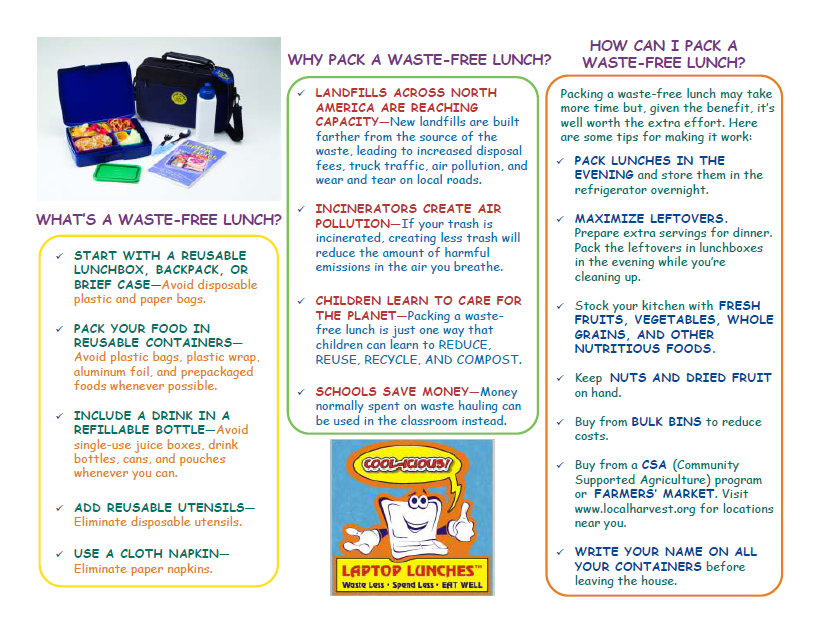 WHAT'S A WASTE-FREE LUNCH?
✓ START WITH A REUSABLE
LUNCHBOX, BACKPACK, OR
BRIEF CASE—Avoid disposable
plastic and paper bags.
✓ PACK YOUR FOOD IN
REUSABLE CONTAINERS—
Avoid plastic bags, plastic wrap,
aluminum foil, and prepackaged
foods whenever possible.
✓ INCLUDE A DRINK IN A
REFILLABLE BOTTLE—Avoid
single-use juice boxes, drink
bottles, cans, and pouches
whenever you can.
✓ ADD REUSABLE UTENSILS—
Eliminate disposable utensils.
✓ USE A CLOTH NAPKIN—
Eliminate paper napkins.
WHY PACK A WASTE-FREE LUNCH?
✓ LANDFILLS ACROSS NORTH
AMERICA ARE REACHING
CAPACITY—New landfills are built
farther from the source of the
waste, leading to increased disposal
fees, truck traffic, air pollution, and
wear and tear on local roads.
✓ INCINERATORS CREATE AIR
POLLUTION—If your trash is
incinerated, creating less trash will
reduce the amount of harmful
emissions in the air you breathe.
✓ CHILDREN LEARN TO CARE FOR
THE PLANET—Packing a waste-
free lunch is just one way that
children can learn to REDUCE,
REUSE, RECYCLE, AND COMPOST.
✓ SCHOOLS SAVE MONEY—Money
normally spent on waste hauling can
be used in the classroom instead.
COOL-ICIOUS!
LAPTOP LUNCHES™
Waste Less • Spend Less • EAT WELL
HOW CAN I PACK A
WASTE-FREE LUNCH?
Packing a waste-free lunch may take
more time but, given the benefit, it's
well worth the extra effort. Here
are some tips for making it work:
✓ PACK LUNCHES IN THE
EVENING and store them in the
refrigerator overnight.
✓ MAXIMIZE LEFTOVERS.
Prepare extra servings for dinner.
Pack the leftovers in lunchboxes
in the evening while you're
cleaning up.
✓ Stock your kitchen with FRESH
FRUITS, VEGETABLES, WHOLE
GRAINS, AND OTHER
NUTRITIOUS FOODS.
✓ Keep NUTS AND DRIED FRUIT
on hand.
✓ Buy from BULK BINS to reduce
costs.
✓ Buy from a CSA (Community
Supported Agriculture) program
or FARMERS' MARKET. Visit
www.localharvest.org for locations
near you.
✓ WRITE YOUR NAME ON ALL
YOUR CONTAINERS before
leaving the house.